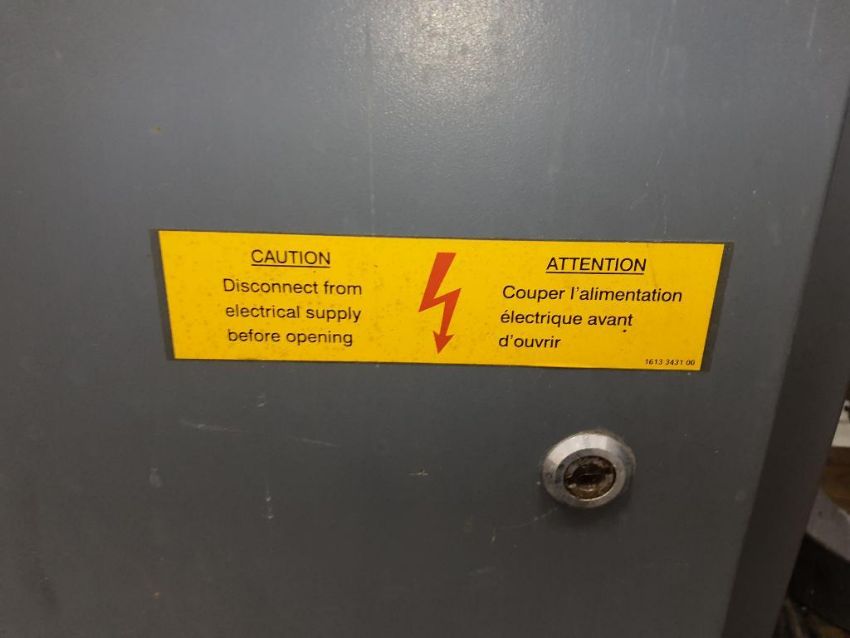 CAUTION
Disconnect from
electrical supply
before opening
ATTENTION
Couper l'alimentation
électrique avant
d'ouvrir
1613 3431 00